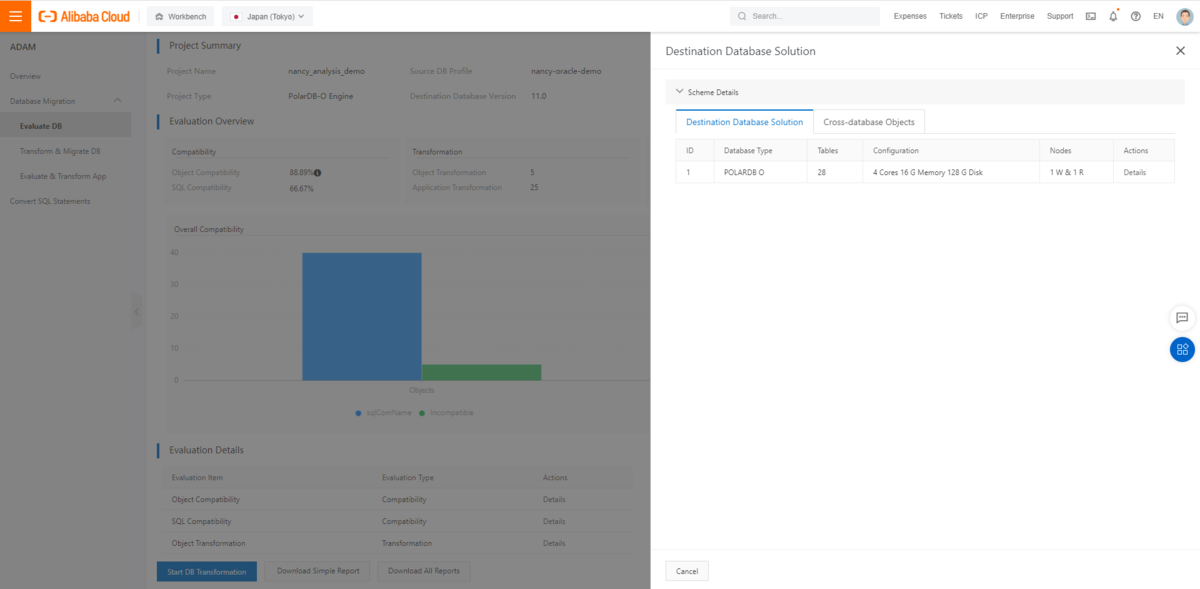 Alibaba Cloud
Workbench
Japan (Tokyo)
Search...
Expenses Tickets ICP Enterprise Support EN
ADAM
Overview
Database Migration
Evaluate DB
Transform & Migrate DB
Evaluate & Transform App
Convert SQL Statements
Project Summary
Project Name nancy_analysis_demo Source DB Profile nancy-oracle-demo
Project Type PolarDB-O Engine Destination Database Version 11.0
Evaluation Overview
Compatibility
Object Compatibility 88.89%
SQL Compatibility 66.67%
Transformation
Object Transformation 5
Application Transformation 25
Overall Compatibility
40
30
20
10
0
Objects
sqlComName Incompatible
Evaluation Details
Evaluation Item Evaluation Type Actions
Object Compatibility Compatibility Details
SQL Compatibility Compatibility Details
Object Transformation Transformation Details
Start DB Transformation Download Simple Report Download All Reports
Destination Database Solution
Scheme Details
Destination Database Solution Cross-database Objects
ID Database Type Tables Configuration Nodes Actions
1 POLARDB O 28 4 Cores 16 G Memory 128 G Disk 1 W & 1 R Details
Cancel